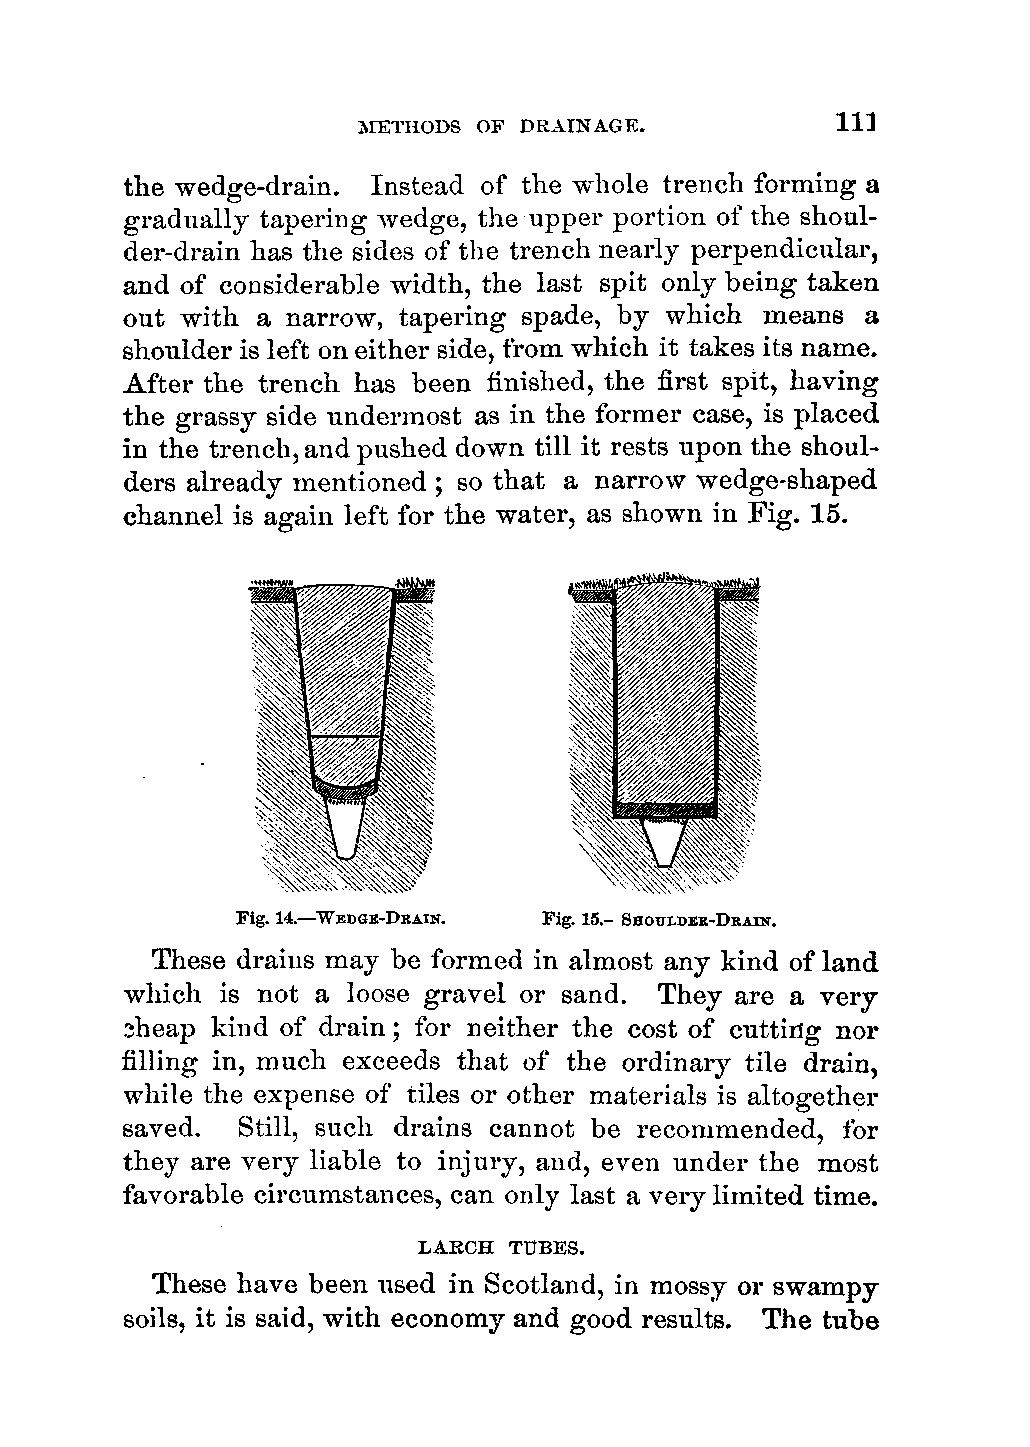 METHODS OF DRAINAGE. 111
the wedge-drain. Instead of the whole trench forming a
gradually tapering wedge, the upper portion of the shoul-
der-drain has the sides of the trench nearly perpendicular,
and of considerable width, the last spit only being taken
out with a narrow, tapering spade, by which means a
shoulder is left on either side, from which it takes its name.
After the trench has been finished, the first spit, having
the grassy side undermost as in the former case, is placed
in the trench, and pushed down till it rests upon the shoul-
ders already mentioned ; so that a narrow wedge-shaped
channel is again left for the water, as shown in Fig. 15.
Fig. 14.—Wedge-Drain. Fig. 15.- Shoulder-Drain.
These drains may be formed in almost any kind of land
which is not a loose gravel or sand. They are a very
cheap kind of drain ; for neither the cost of cutting nor
filling in, much exceeds that of the ordinary tile drain,
while the expense of tiles or other materials is altogether
saved. Still, such drains cannot be recommended, for
they are very liable to injury, and, even under the most
favorable circumstances, can only last a very limited time.
LARCH TUBES.
These have been used in Scotland, in mossy or swampy
soils, it is said, with economy and good results. The tube